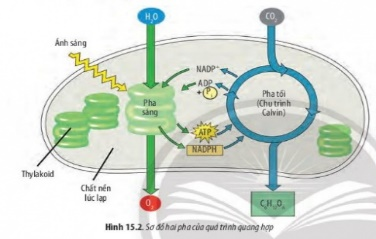 H₂O
CO₂
Ánh sáng
NADP⁺
ADP
+ Pᵢ
Pha
sáng
Pha tối
(Chu trình
Calvin)
ATP
NADPH
Thylakoid
Chất nền
lục lạp
O₂
Hình 15.2. Sơ đồ hai pha của quá trình quang hợp